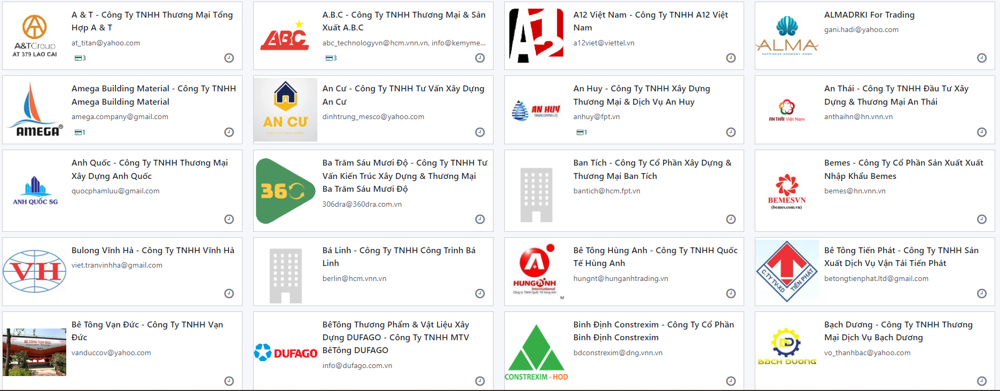 A&TGroup
AT 379 LAO CAI
A & T - Công Ty TNHH Thương Mại Tổng
Hợp A & T
at_titan@yahoo.com
3
ABC
A.B.C - Công Ty TNHH Thương Mại & Sản
Xuất A.B.C
abc_technologyvn@hcm.vnn.vn, info@kemyme...
3
A12
A12 Việt Nam - Công Ty TNHH A12 Việt
Nam
a12viet@viettel.vn
ALMA
HAPPINESS·HARMONY·HOME
ALMADRKI For Trading
gani.hadi@yahoo.com
AMEGA®
Amega Building Material - Công Ty TNHH
Amega Building Material
amega.company@gmail.com
1
AN CƯ
An Cư - Công Ty TNHH Tư Vấn Xây Dựng
An Cư
dinhtrung_mesco@yahoo.com
AN HUY
TRADING COMPANY LTD
An Huy - Công Ty TNHH Xây Dựng
Thương Mại & Dịch Vụ An Huy
anhuy@fpt.vn
1
AN THÁI Việt Nam
An Thái - Công Ty TNHH Đầu Tư Xây
Dựng & Thương Mại An Thái
anthaihn@hn.vnn.vn
ANH QUỐC SG
Anh Quốc - Công Ty TNHH Thương Mại
Xây Dựng Anh Quốc
quocphamluu@gmail.com
360
Ba Trăm Sáu Mươi Độ - Công Ty TNHH Tư
Vấn Kiến Trúc Xây Dựng & Thương Mại
Ba Trăm Sáu Mươi Độ
306dra@360dra.com.vn
Ban Tích - Công Ty Cổ Phần Xây Dựng &
Thương Mại Ban Tích
bantich@hcm.fpt.vn
BEMESVN
(bemes.com.vn)
Bemes - Công Ty Cổ Phần Sản Xuất Xuất
Nhập Khẩu Bemes
bemes@hn.vnn.vn
VH
Bulong Vĩnh Hà - Công Ty TNHH Vĩnh Hà
viet.tranvinhha@gmail.com
Bá Linh - Công Ty TNHH Công Trình Bá
Linh
berlin@hcm.vnn.vn
HUNG ANH
International
Công ty TNHH Quốc Tế Hùng Anh
M
Bê Tông Hùng Anh - Công Ty TNHH Quốc
Tế Hùng Anh
hungnt@hunganhtrading.vn
C.TY TV-XD TIẾN PHÁT
Bê Tông Tiến Phát - Công Ty TNHH Sản
Xuất Dịch Vụ Vận Tải Tiến Phát
betongtienphat.ltd@gmail.com
BÊ TÔNG VẠN ĐỨC
Bê Tông Vạn Đức - Công Ty TNHH Vạn
Đức
vanduccov@yahoo.com
DUFAGO
BêTông Thương Phẩm & Vật Liệu Xây
Dựng DUFAGO - Công Ty TNHH MTV
BêTông DUFAGO
info@dufago.com.vn
CONSTREXIM - HOD
Bình Định Constrexim - Công Ty Cổ Phần
Bình Định Constrexim
bdconstrexim@dng.vnn.vn
BD
BACH DUONG
Bạch Dương - Công Ty TNHH Thương
Mại Dịch Vụ Bạch Dương
vo_thanhbac@yahoo.com